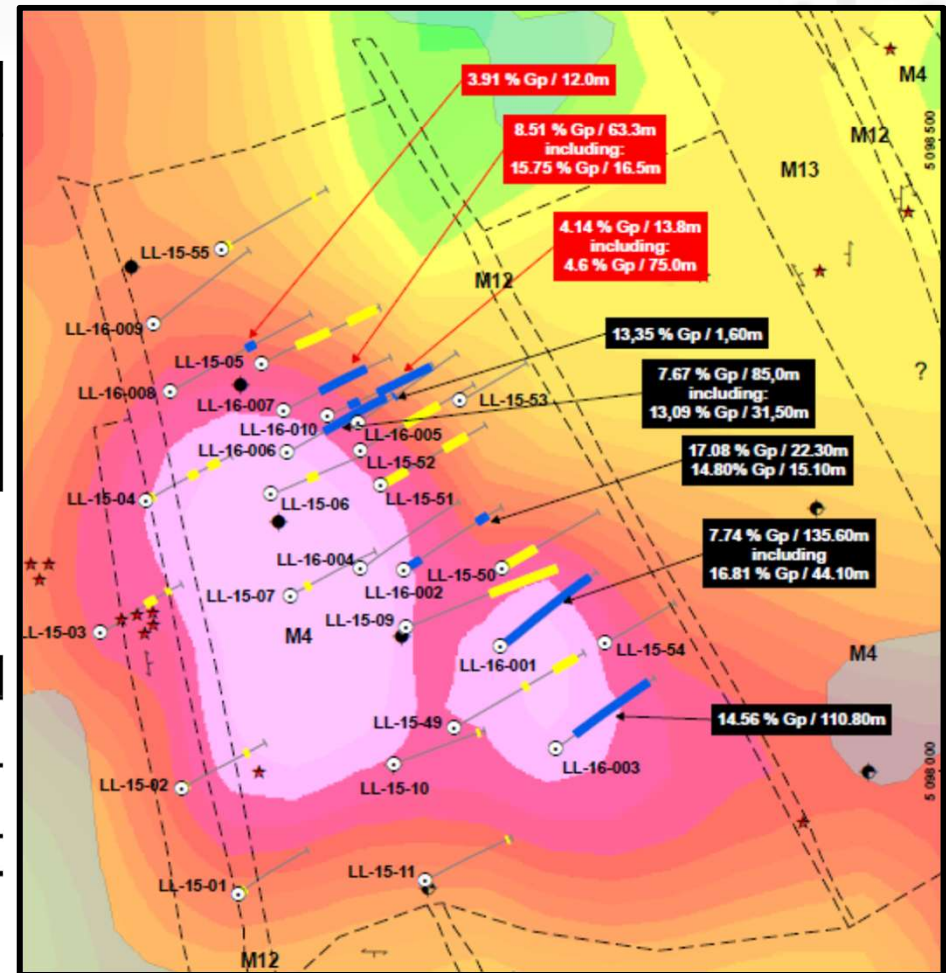 M4
3.91 % Gp / 12.0m
8.51 % Gp / 63.3m
including:
15.75 % Gp / 16.5m
M12
5 098 500
M13
4.14 % Gp / 13.8m
including:
4.6 % Gp / 75.0m
LL-15-55
M12
LL-16-009
13,35 % Gp / 1,60m
LL-15-05
7.67 % Gp / 85,0m
including:
13,09 % Gp / 31,50m
?
LL-16-008
LL-16-007
LL-15-53
LL-16-010
LL-16-005
LL-16-006
17.08 % Gp / 22.30m
14.80% Gp / 15.10m
LL-15-52
LL-15-04
LL-15-51
LL-15-06
7.74 % Gp / 135.60m
including
16.81 % Gp / 44.10m
LL-16-004
LL-15-50
LL-16-002
LL-15-07
LL-15-09
LL-15-03
M4
LL-16-001
LL-15-54
M4
14.56 % Gp / 110.80m
LL-15-49
LL-16-003
5 098 000
LL-15-02
LL-15-10
LL-15-11
LL-15-01
M12